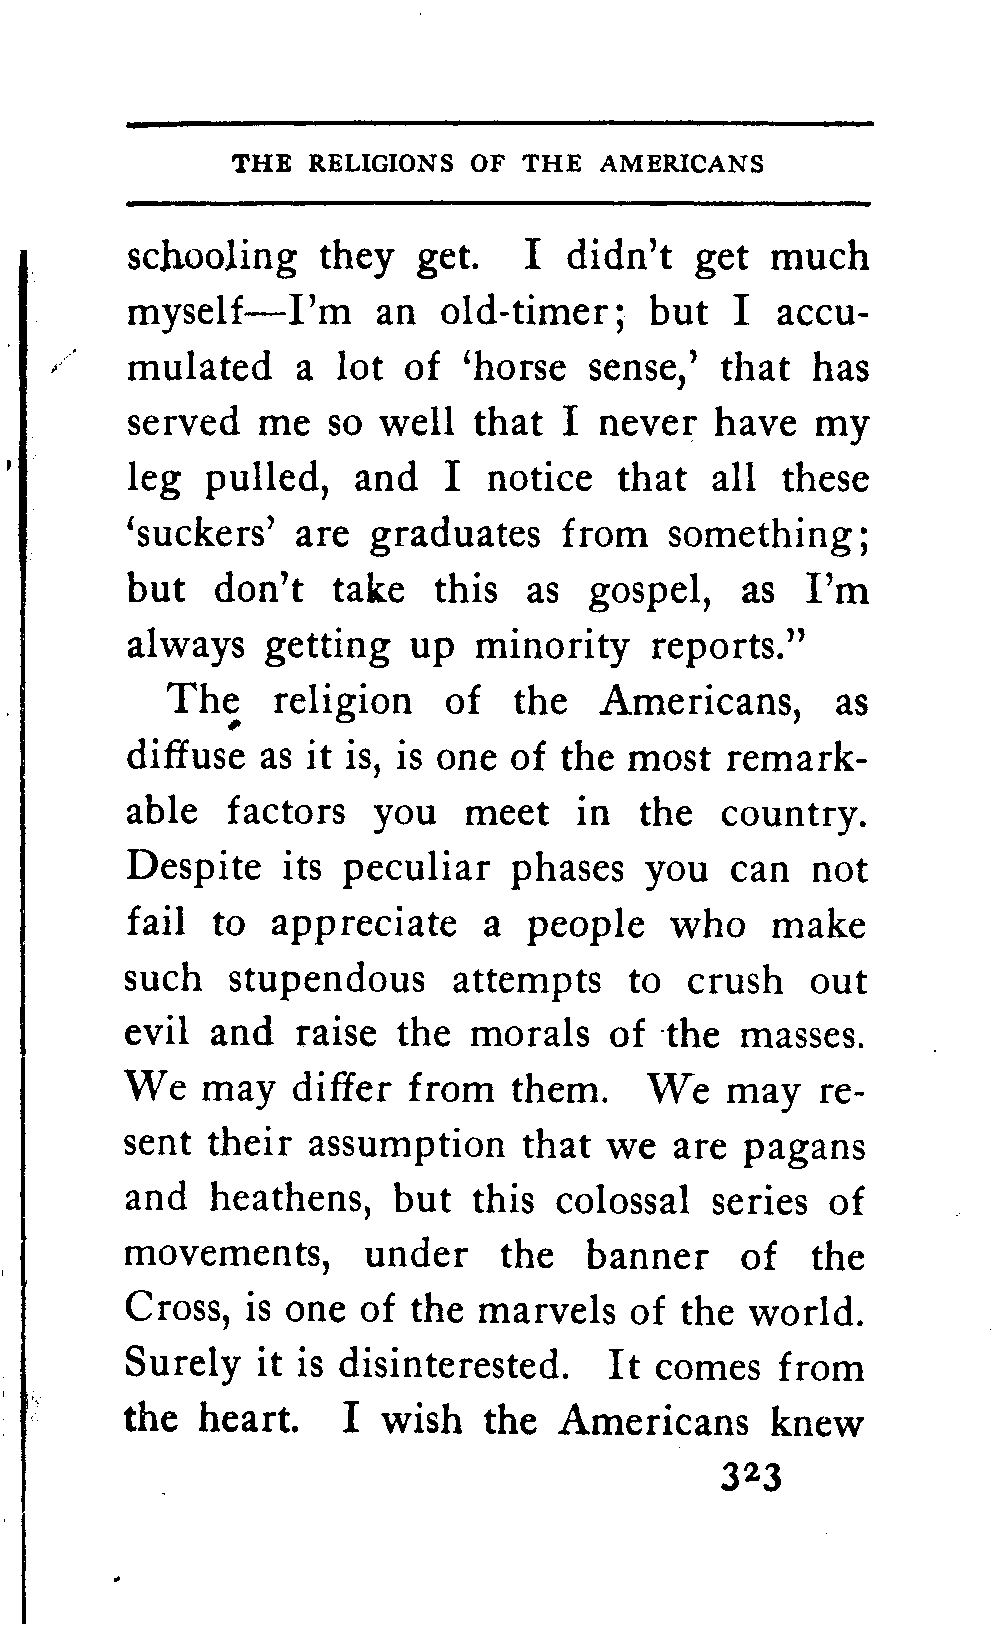 THE RELIGIONS OF THE AMERICANS
schooling they get. I didn't get much
myself—I'm an old-timer; but I accu-
mulated a lot of 'horse sense,' that has
served me so well that I never have my
leg pulled, and I notice that all these
'suckers' are graduates from something;
but don't take this as gospel, as I'm
always getting up minority reports."
The religion of the Americans, as
diffuse as it is, is one of the most remark-
able factors you meet in the country.
Despite its peculiar phases you can not
fail to appreciate a people who make
such stupendous attempts to crush out
evil and raise the morals of the masses.
We may differ from them. We may re-
sent their assumption that we are pagans
and heathens, but this colossal series of
movements, under the banner of the
Cross, is one of the marvels of the world.
Surely it is disinterested. It comes from
the heart. I wish the Americans knew
323